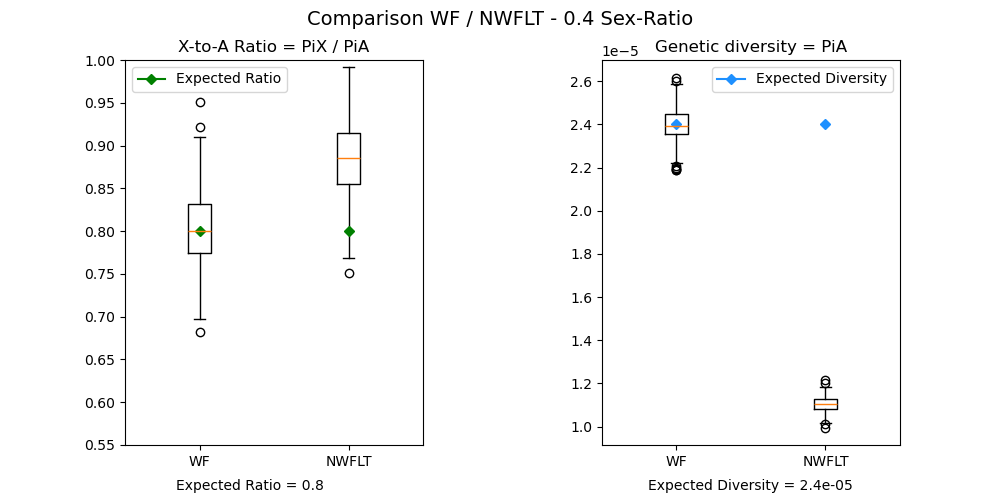 Comparison WF / NWFLT - 0.4 Sex-Ratio
X-to-A Ratio = PiX / PiA
Expected Ratio
1.00
0.95
0.90
0.85
0.80
0.75
0.70
0.65
0.60
0.55
WF NWFLT
Expected Ratio = 0.8
1e−5
Genetic diversity = PiA
Expected Diversity
2.6
2.4
2.2
2.0
1.8
1.6
1.4
1.2
1.0
WF NWFLT
Expected Diversity = 2.4e-05